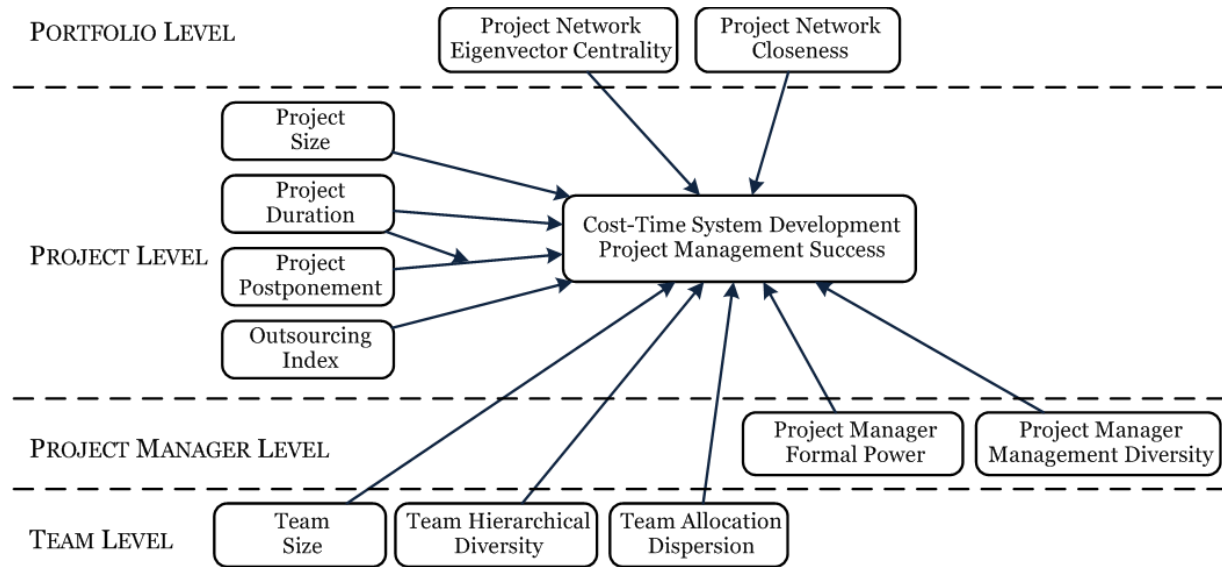 PORTFOLIO LEVEL
Project Network
Eigenvector Centrality
Project Network
Closeness
Project
Size
Project
Duration
PROJECT LEVEL
Project
Postponement
Outsourcing
Index
Cost-Time System Development
Project Management Success
PROJECT MANAGER LEVEL
Project Manager
Formal Power
Project Manager
Management Diversity
TEAM LEVEL
Team
Size
Team Hierarchical
Diversity
Team Allocation
Dispersion